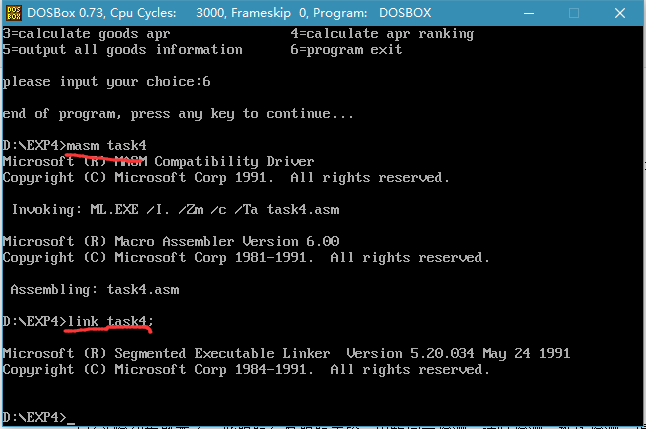 DOSBox 0.73, Cpu Cycles: 3000, Frameskip 0, Program: DOSBOX
3=calculate goods apr 4=calculate apr ranking
5=output all goods information 6=program exit
please input your choice:6
end of program, press any key to continue...
D:\EXP4>masm task4
Microsoft (R) MASM Compatibility Driver
Copyright (C) Microsoft Corp 1991. All rights reserved.
Invoking: ML.EXE /I. /Zm /c /Ta task4.asm
Microsoft (R) Macro Assembler Version 6.00
Copyright (C) Microsoft Corp 1981-1991. All rights reserved.
Assembling: task4.asm
D:\EXP4>link task4;
Microsoft (R) Segmented Executable Linker Version 5.20.034 May 24 1991
Copyright (C) Microsoft Corp 1984-1991. All rights reserved.
D:\EXP4>_